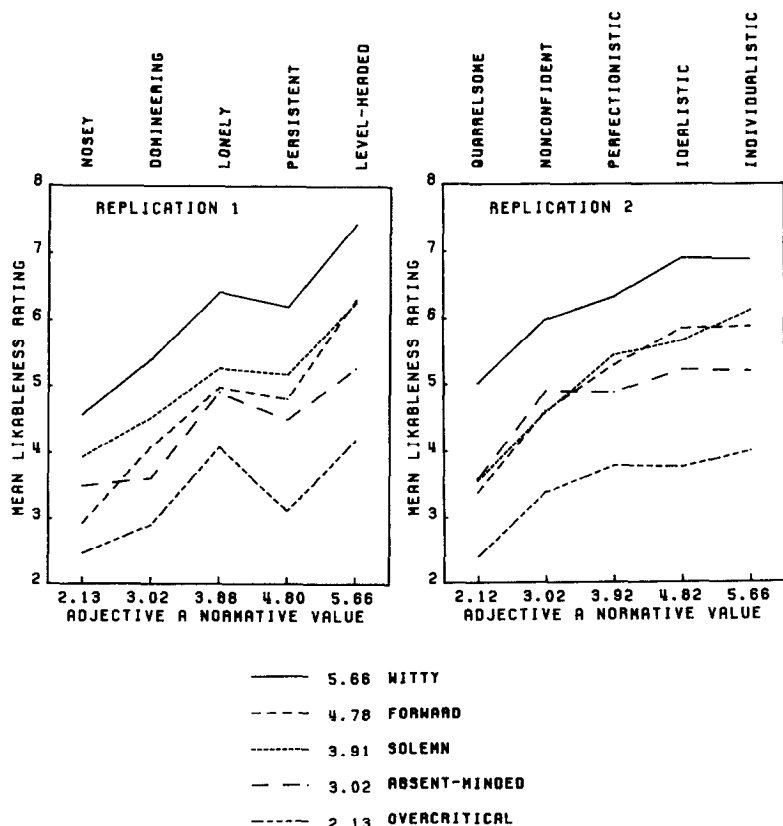 NOSEY
DOMINEERING
LONELY
PERSISTENT
LEVEL-HEADED
QUARRELSOME
NONCONFIDENT
PERFECTIONISTIC
IDEALISTIC
INDIVIDUALISTIC
REPLICATION 1
8
7
6
5
4
3
2
MEAN LIKABLENESS RATING
2.13 3.02 3.88 4.80 5.66
ADJECTIVE A NORMATIVE VALUE
REPLICATION 2
8
7
6
5
4
3
2
MEAN LIKABLENESS RATING
2.12 3.02 3.92 4.82 5.66
ADJECTIVE A NORMATIVE VALUE
5.66 WITTY
4.78 FORWARD
3.91 SOLEMN
3.02 ABSENT-MINDED
2.13 OVERCRITICAL